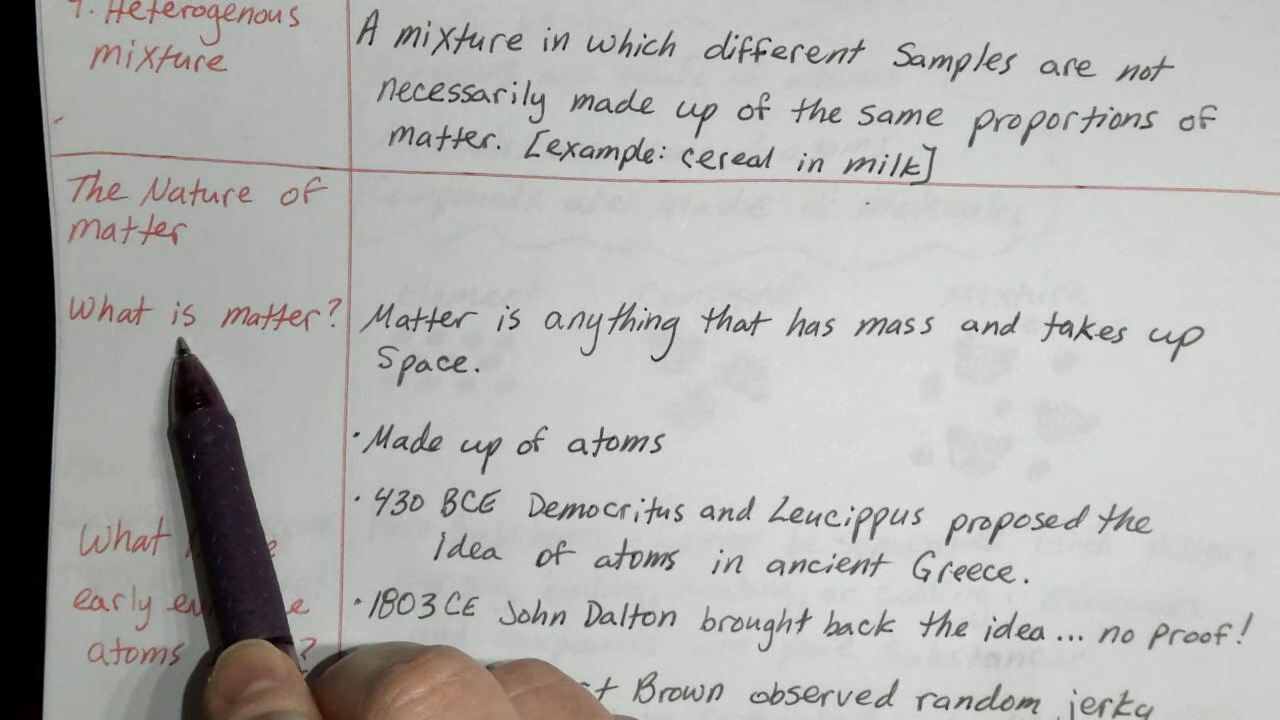 9. Heterogenous
mixture
A mixture in which different Samples are not
necessarily made up of the same proportions of
matter. [example: cereal in milk]
The Nature of
matter
What is matter?
Matter is anything that has mass and takes up
Space.
• Made up of atoms
• 430 BCE Democritus and Leucippus proposed the
idea of atoms in ancient Greece.
What
early
atoms ?
• 1803 CE John Dalton brought back the idea... no proof!
Brown observed random jerky